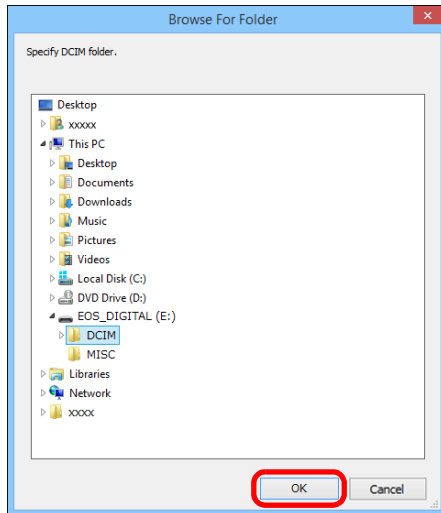 Browse For Folder
Specify DCIM folder.
Desktop
xxxxx
This PC
Desktop
Documents
Downloads
Music
Pictures
Videos
Local Disk (C:)
DVD Drive (D:)
EOS_DIGITAL (E:)
DCIM
MISC
Libraries
Network
xxxx
OK Cancel